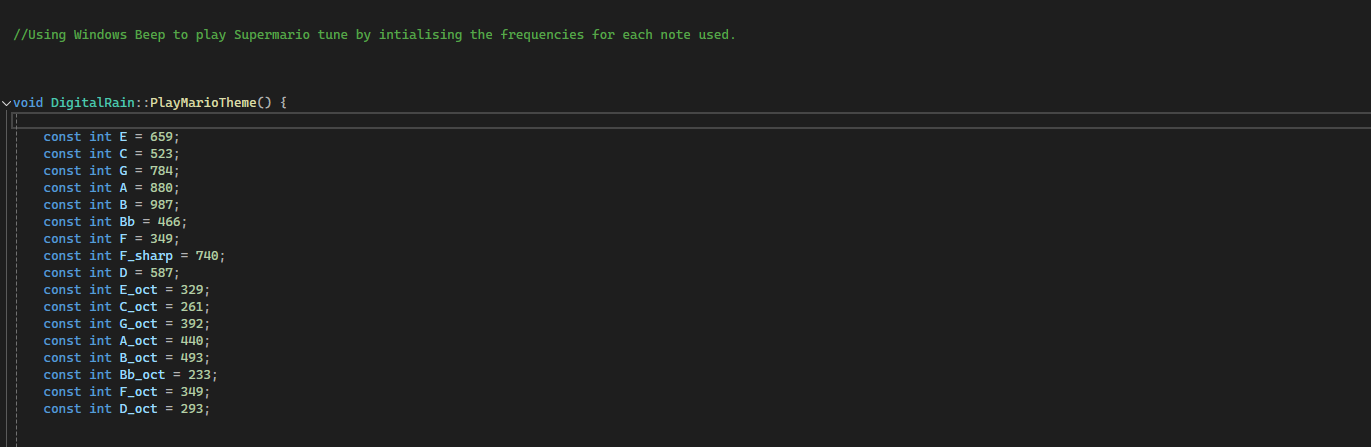 //Using Windows Beep to play Supermario tune by intialising the frequencies for each note used.
void DigitalRain::PlayMarioTheme() {
const int E = 659;
const int C = 523;
const int G = 784;
const int A = 880;
const int B = 987;
const int Bb = 466;
const int F = 349;
const int F_sharp = 740;
const int D = 587;
const int E_oct = 329;
const int C_oct = 261;
const int G_oct = 392;
const int A_oct = 440;
const int B_oct = 493;
const int Bb_oct = 233;
const int F_oct = 349;
const int D_oct = 293;